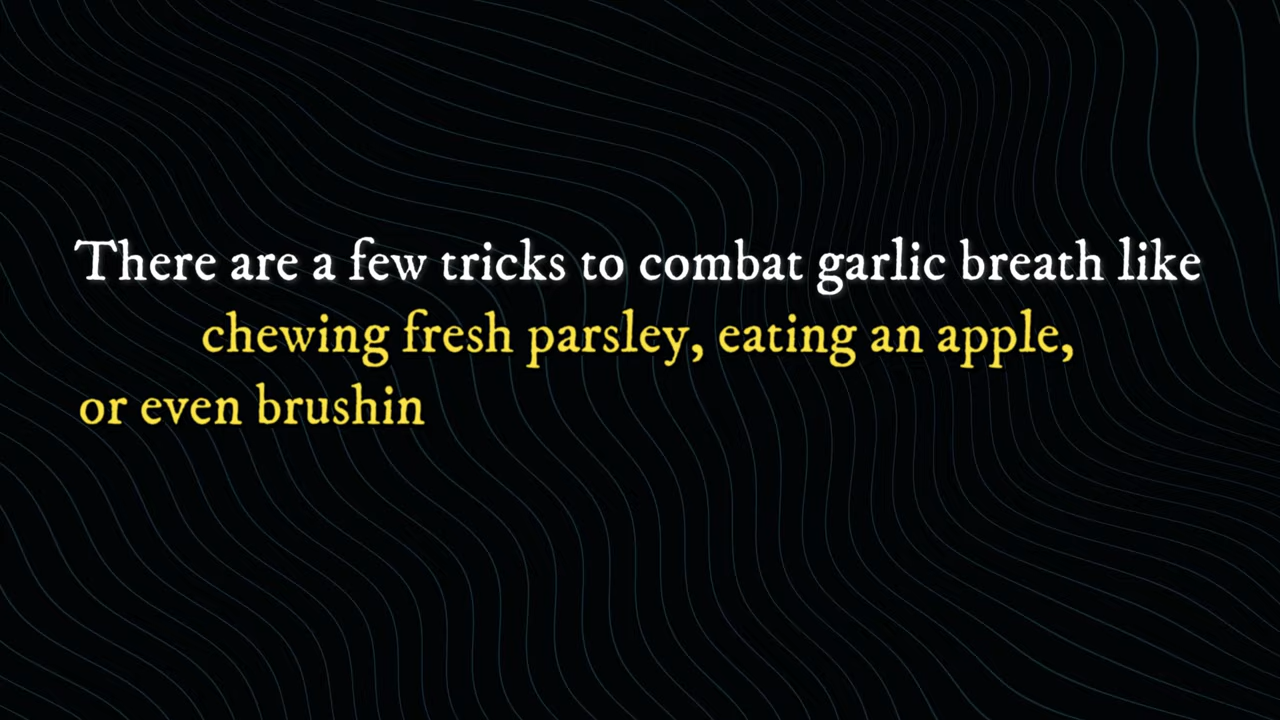 There are a few tricks to combat garlic breath like
chewing fresh parsley, eating an apple,
or even brushin